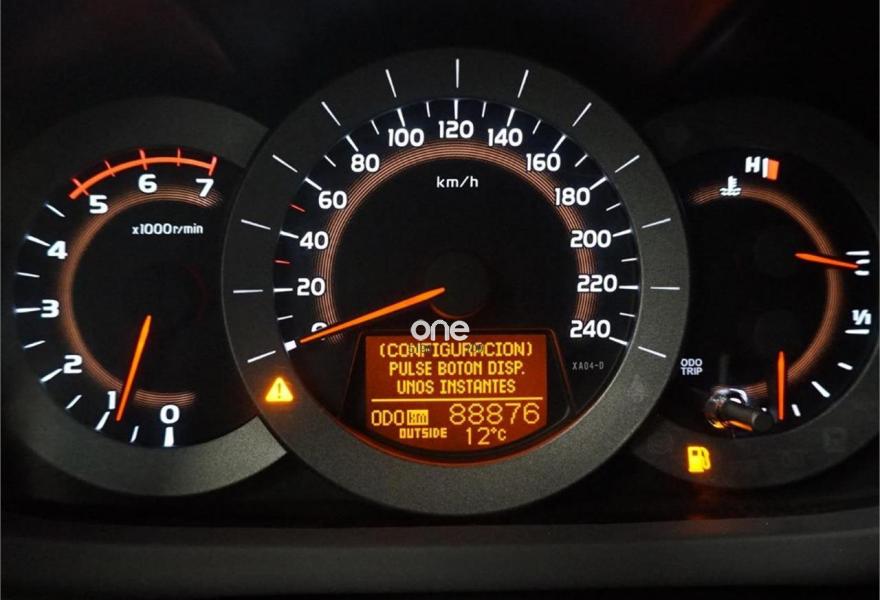 5 6 7
x1000r/min
4
3
2
1
0
100 120 140
80 160
km/h
60 180
40 200
20 220
0 240
one
(CONFIGURACION)
PULSE BOTON DISP.
UNOS INSTANTES
ODO km 88876
OUTSIDE 12°C
XA04-D
H
1/1
ODO
TRIP